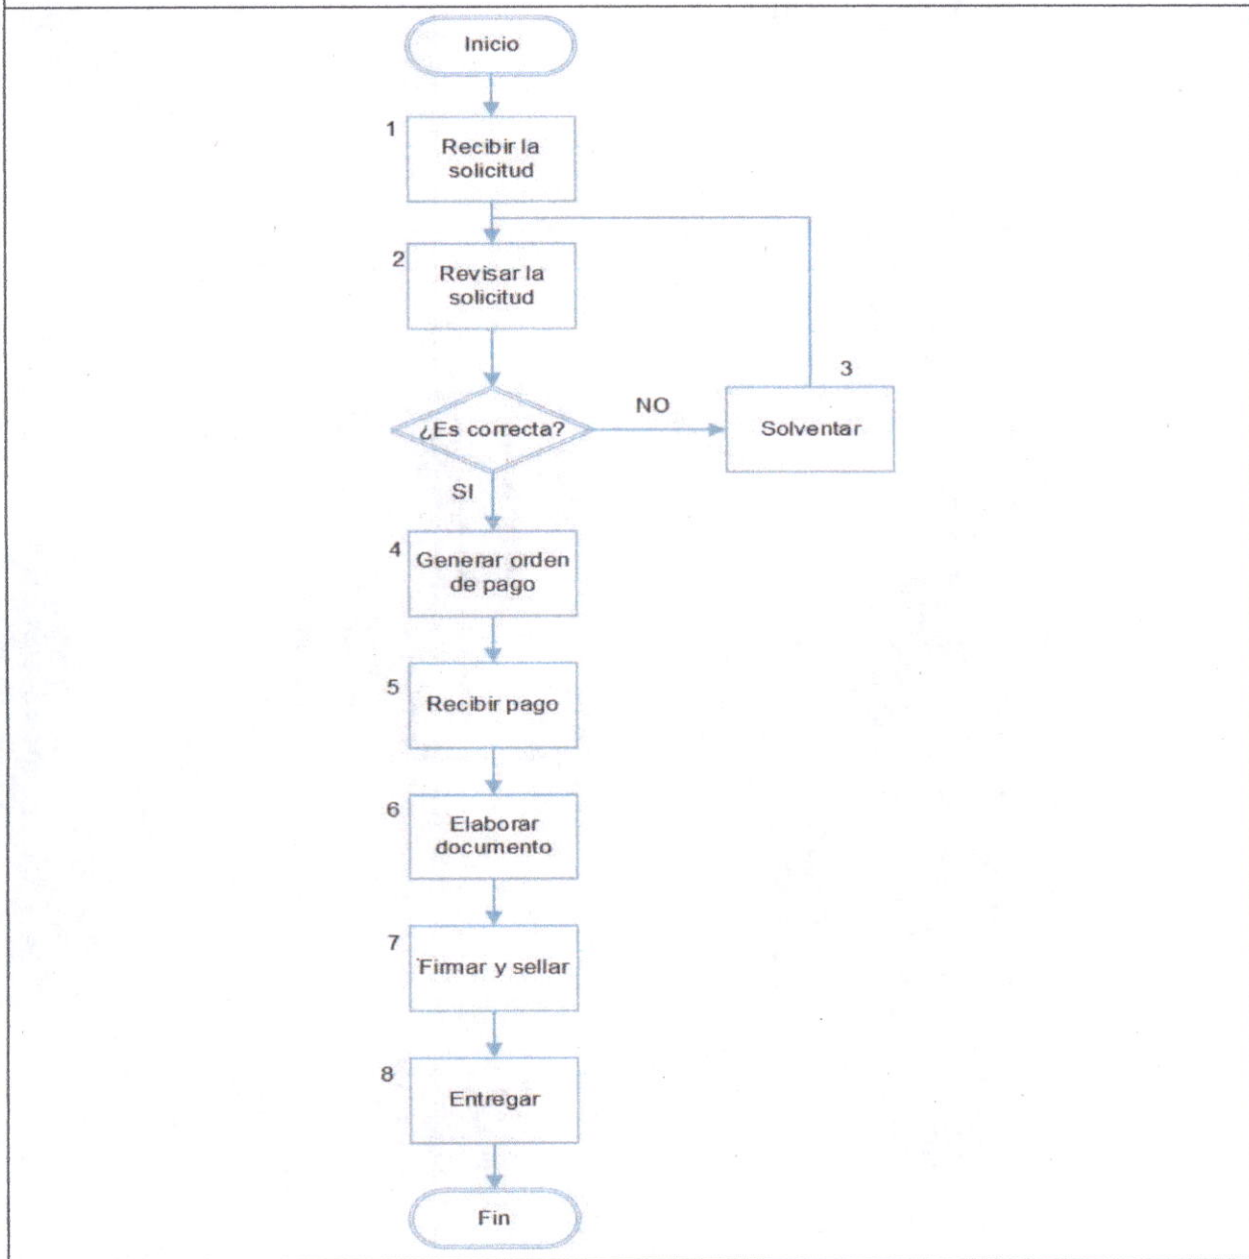 Inicio
1
Recibir la
solicitud
2
Revisar la
solicitud
¿Es correcta?
NO
3
Solventar
SI
4
Generar orden
de pago
5
Recibir pago
6
Elaborar
documento
7
Firmar y sellar
8
Entregar
Fin